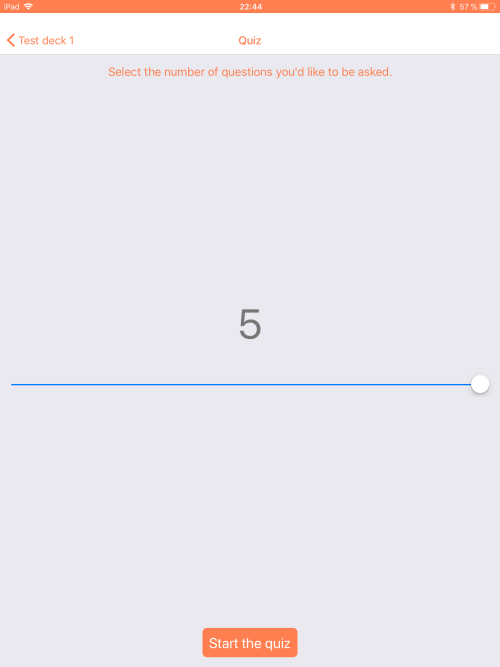 iPad 22:44 57 %
Test deck 1 Quiz
Select the number of questions you'd like to be asked.
5
Start the quiz